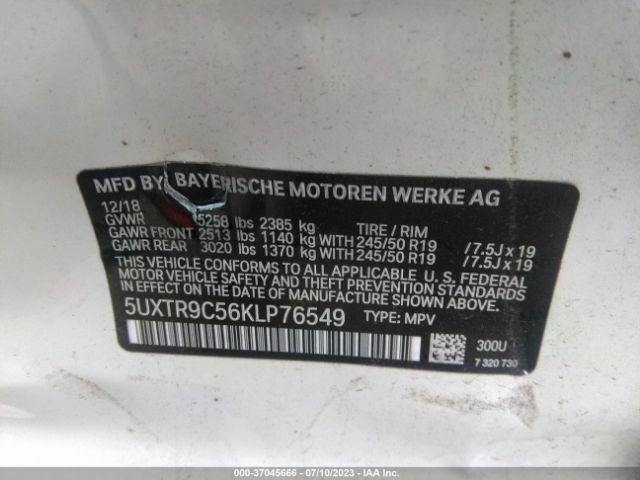 MFD BY BAYERISCHE MOTOREN WERKE AG
12/18
GVWR 5258 lbs 2385 kg TIRE / RIM
GAWR FRONT 2513 lbs 1140 kg WITH 245/50 R19 /7.5J x 19
GAWR REAR 3020 lbs 1370 kg WITH 245/50 R19 /7.5J x 19
THIS VEHICLE CONFORMS TO ALL APPLICABLE U.S. FEDERAL
MOTOR VEHICLE SAFETY AND THEFT PREVENTION STANDARDS
IN EFFECT ON THE DATE OF MANUFACTURE SHOWN ABOVE.
5UXTR9C56KLP76549 TYPE: MPV
300U
7 320 730
000-37045666 - 07/10/2023 - IAAI.COM